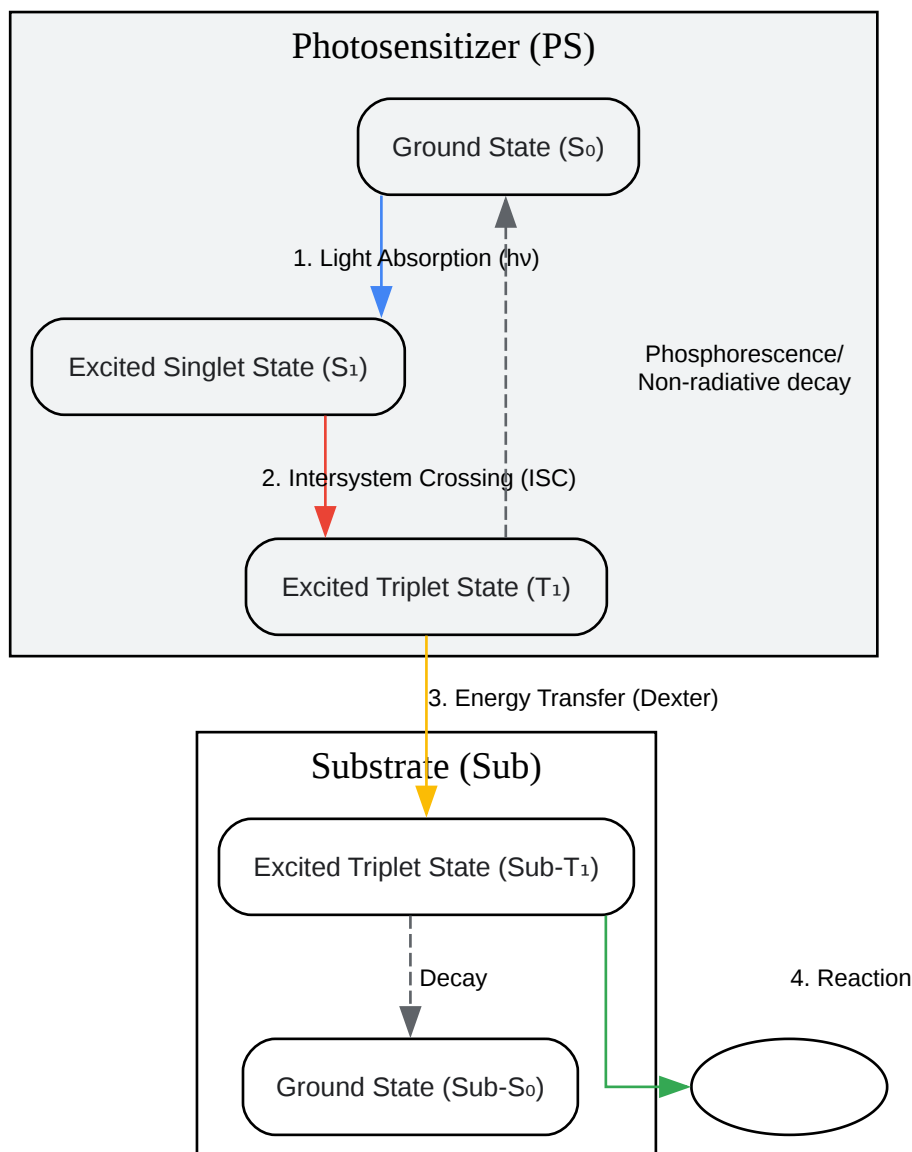 Photosensitizer (PS)
Ground State (S₀)
1. Light Absorption (hν)
Excited Singlet State (S₁)
Phosphorescence/
Non-radiative decay
2. Intersystem Crossing (ISC)
Excited Triplet State (T₁)
3. Energy Transfer (Dexter)
Substrate (Sub)
Excited Triplet State (Sub-T₁)
Decay
4. Reaction
Ground State (Sub-S₀)